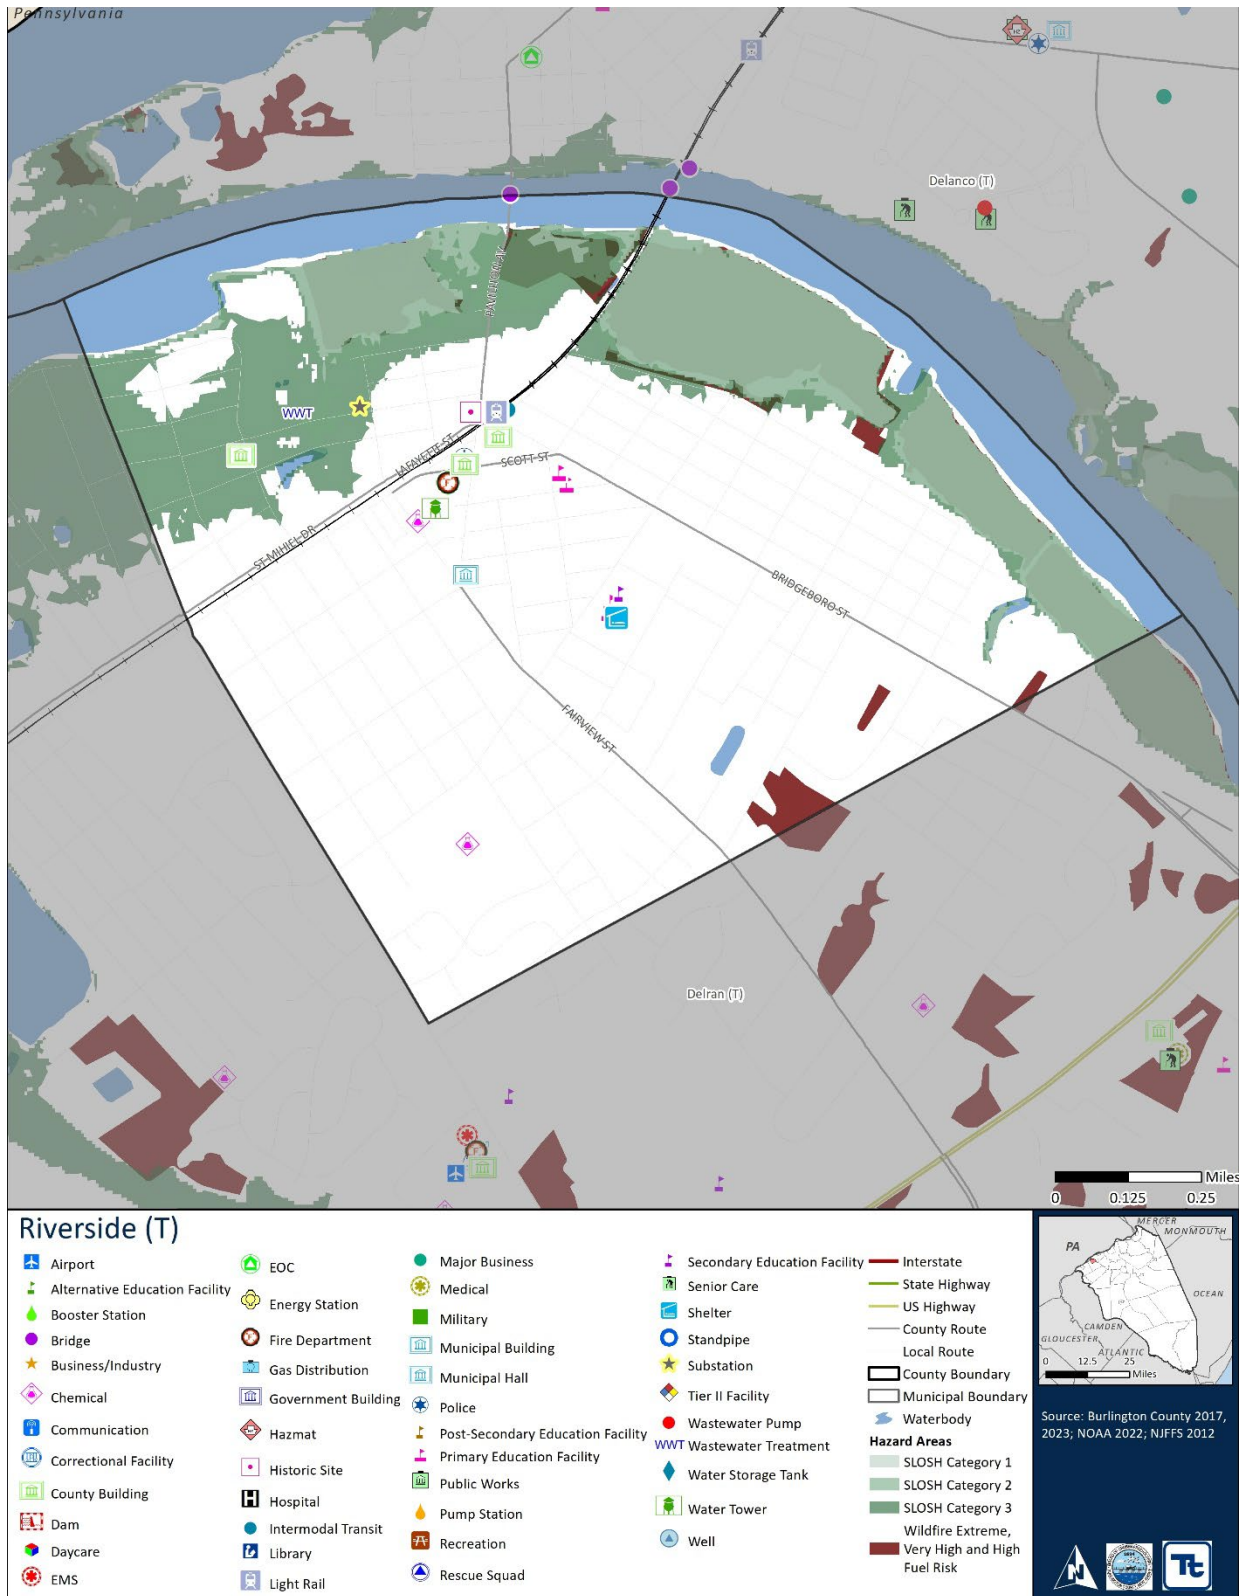 Pennsylvania
Delanco (T)
PAVILION AV
WWT
LAFAYETTE ST
SCOTT ST
ST MIHIEL DR
BRIDGEBORO ST
FAIRVIEW ST
Delran (T)
Miles
0 0.125 0.25
Riverside (T)
Airport
Alternative Education Facility
Booster Station
Bridge
Business/Industry
Chemical
Communication
Correctional Facility
County Building
Dam
Daycare
EMS
EOC
Energy Station
Fire Department
Gas Distribution
Government Building
Hazmat
Historic Site
Hospital
Intermodal Transit
Library
Light Rail
Major Business
Medical
Military
Municipal Building
Municipal Hall
Police
Post-Secondary Education Facility
Primary Education Facility
Public Works
Pump Station
Recreation
Rescue Squad
Secondary Education Facility
Senior Care
Shelter
Standpipe
Substation
Tier II Facility
Wastewater Pump
WWT Wastewater Treatment
Water Storage Tank
Water Tower
Well
Interstate
State Highway
US Highway
County Route
Local Route
County Boundary
Municipal Boundary
Waterbody
Hazard Areas
SLOSH Category 1
SLOSH Category 2
SLOSH Category 3
Wildfire Extreme,
Very High and High
Fuel Risk
MERCER
MONMOUTH
PA
OCEAN
CAMDEN
GLOUCESTER
ATLANTIC
0 12.5 25
Miles
Source: Burlington County 2017,
2023; NOAA 2022; NJFFS 2012
N
Tt